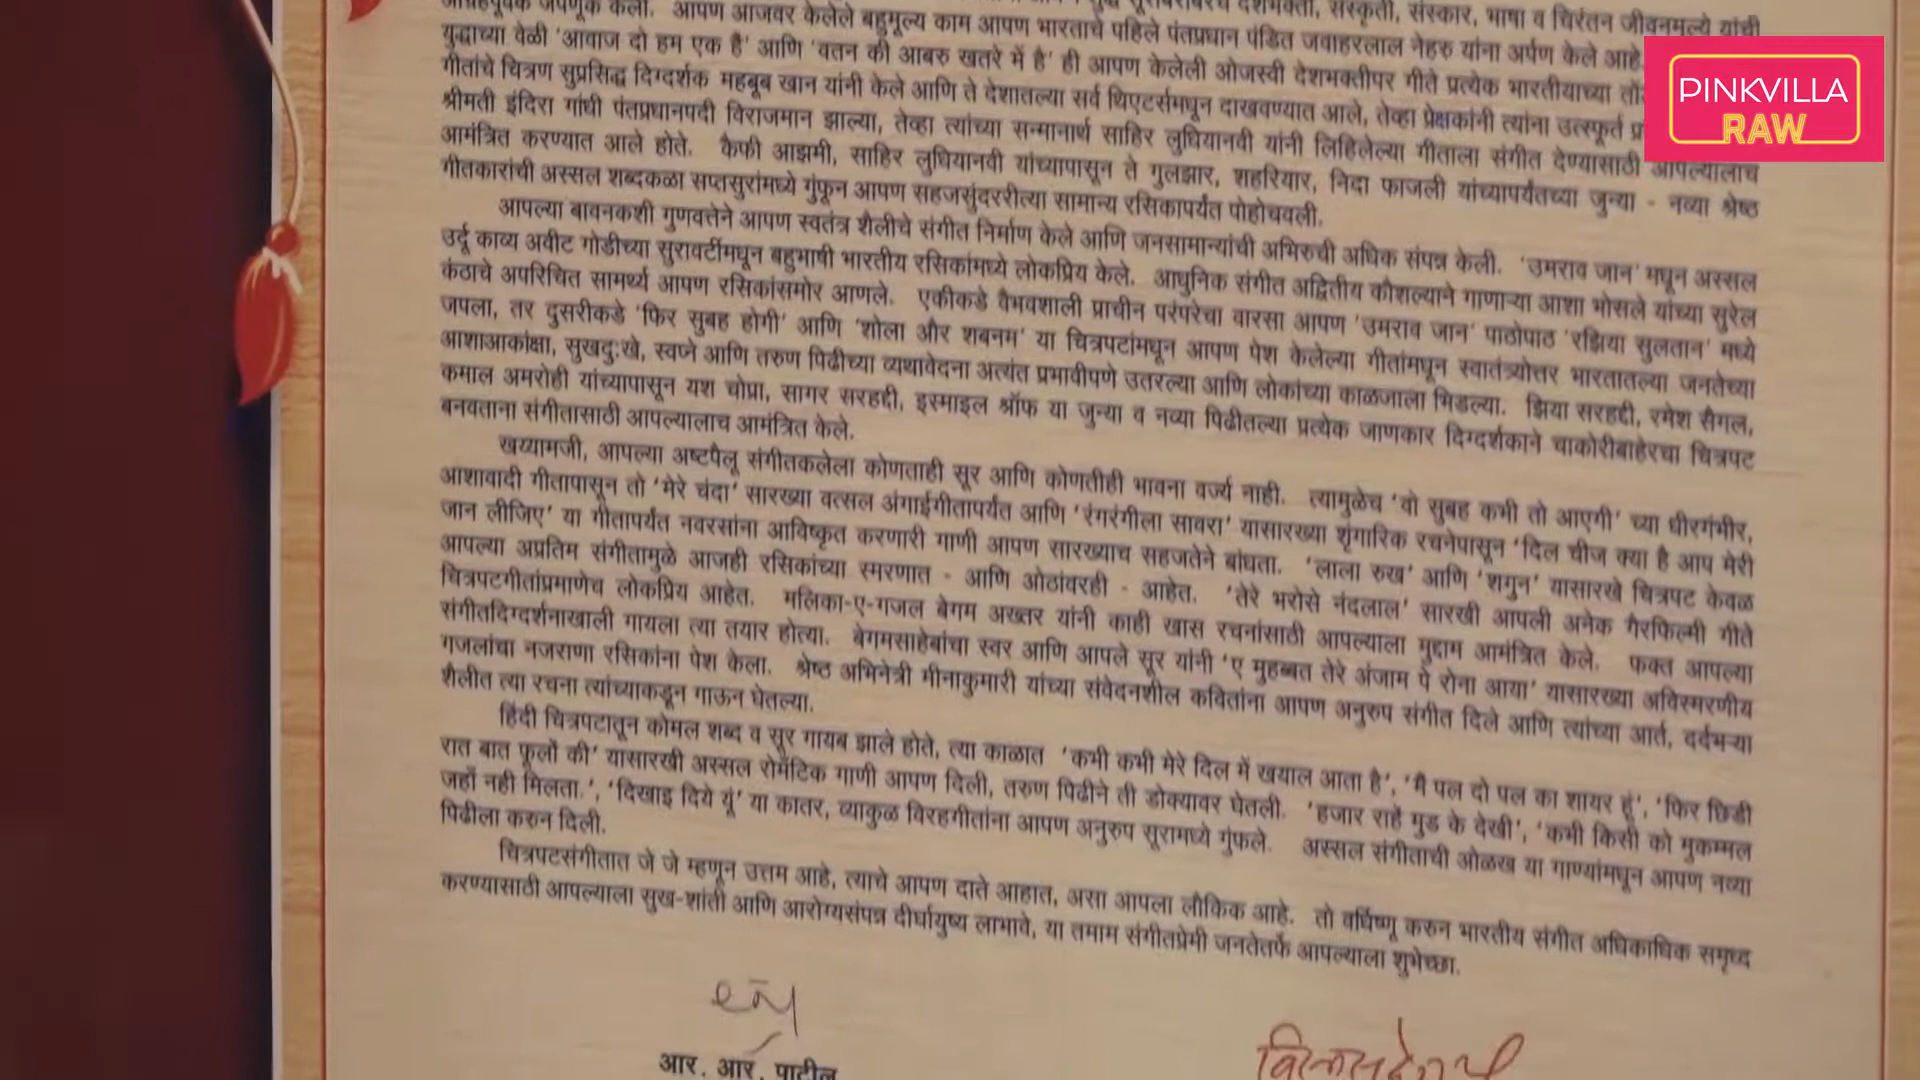 आग्रहपूर्वक जपणूक केली. आपण आजवर केलेले बहुमूल्य काम आपण भारताचे पहिले पंतप्रधान पंडित जवाहरलाल नेहरु यांना अर्पण केले आहे.
युद्धाच्या वेळी 'आवाज दो हम एक है' आणि 'वतन की आबरु खतरे में है' ही आपण केलेली ओजस्वी देशभक्तीपर गीते प्रत्येक भारतीयाच्या
गीतांचे चित्रण सुप्रसिद्ध दिग्दर्शक महबूब खान यांनी केले आणि ते देशातल्या सर्व थिएटर्समधून दाखवण्यात आले, तेव्हा प्रेक्षकांनी त्यांना उत्स्फूर्त
श्रीमती इंदिरा गांधी पंतप्रधानपदी विराजमान झाल्या, तेव्हा त्यांच्या सन्मानार्थ साहिर लुधियानवी यांनी लिहिलेल्या गीताला संगीत देण्यासाठी आपल्यालाच
आमंत्रित करण्यात आले होते. कैफी आझमी, साहिर लुधियानवी यांच्यापासून ते गुलझार, शहरियार, निदा फाजली यांच्यापर्यंतच्या जुन्या - नव्या श्रेष्ठ
गीतकारांची अस्सल शब्दकळा सप्तसुरांमध्ये गुंफून आपण सहजसुंदररीत्या सामान्य रसिकापर्यंत पोहोचवली.
आपल्या बावनकशी गुणवत्तेने आपण स्वतंत्र शैलीचे संगीत निर्माण केले आणि जनसामान्यांची अभिरुची अधिक संपन्न केली. 'उमराव जान' मधून अस्सल
उर्दू काव्य अवीट गोडीच्या सुरावटींमधून बहुभाषी भारतीय रसिकांमध्ये लोकप्रिय केले. आधुनिक संगीत अद्वितीय कौशल्याने गाणाऱ्या आशा भोसले यांच्या सुरेल
कंठाचे अपरिचित सामर्थ्य आपण रसिकांसमोर आणले. एकीकडे वैभवशाली प्राचीन परंपरेचा वारसा आपण 'उमराव जान' पाठोपाठ 'रझिया सुलतान' मध्ये
जपला, तर दुसरीकडे 'फिर सुबह होगी' आणि 'शोला और शबनम' या चित्रपटांमधून आपण पेश केलेल्या गीतांमधून स्वातंत्र्योत्तर भारतातल्या जनतेच्या
आशाआकांक्षा, सुखदुःखे, स्वप्ने आणि तरुण पिढीच्या व्यथावेदना अत्यंत प्रभावीपणे उतरल्या आणि लोकांच्या काळजाला भिडल्या. झिया सरहद्दी, रमेश सैगल,
कमाल अमरोही यांच्यापासून यश चोप्रा, सागर सरहद्दी, इस्माइल श्रॉफ या जुन्या व नव्या पिढीतल्या प्रत्येक जाणकार दिग्दर्शकाने चाकोरीबाहेरचा चित्रपट
बनवताना संगीतासाठी आपल्यालाच आमंत्रित केले.
खय्यामजी, आपल्या अष्टपैलू संगीतकलेला कोणताही सूर आणि कोणतीही भावना वर्ज्य नाही. त्यामुळेच 'वो सुबह कभी तो आएगी' च्या धीरगंभीर,
आशावादी गीतापासून तो 'मेरे चंदा' सारख्या वत्सल अंगाईगीतापर्यंत आणि 'रंगरंगीला सावरा' यासारख्या शृंगारिक रचनेपासून 'दिल चीज क्या है आप मेरी
जान लीजिए' या गीतापर्यंत नवरसांना आविष्कृत करणारी गाणी आपण सारख्याच सहजतेने बांधता. 'लाला रुख' आणि 'शगुन' यासारखे चित्रपट केवळ
आपल्या अप्रतिम संगीतामुळे आजही रसिकांच्या स्मरणात - आणि ओठांवरही - आहेत. 'तेरे भरोसे नंदलाल' सारखी आपली अनेक गैरफिल्मी गीते
चित्रपटगीतांप्रमाणेच लोकप्रिय आहेत. मलिका-ए-गजल बेगम अख्तर यांनी काही खास रचनांसाठी आपल्याला मुद्दाम आमंत्रित केले. फक्त आपल्या
संगीतदिग्दर्शनाखाली गायला त्या तयार होत्या. बेगमसाहेबांचा स्वर आणि आपले सूर यांनी 'ए मुहब्बत तेरे अंजाम पे रोना आया' यासारख्या अविस्मरणीय
गजलांचा नजराणा रसिकांना पेश केला. श्रेष्ठ अभिनेत्री मीनाकुमारी यांच्या संवेदनशील कवितांना आपण अनुरुप संगीत दिले आणि त्यांच्या आर्त, दर्दभऱ्या
शैलीत त्या रचना त्यांच्याकडून गाऊन घेतल्या.
हिंदी चित्रपटातून कोमल शब्द व सूर गायब झाले होते, त्या काळात 'कभी कभी मेरे दिल में खयाल आता है', 'मै पल दो पल का शायर हूं', 'फिर छिडी
रात बात फूलों की' यासारखी अस्सल रोमँटिक गाणी आपण दिली, तरुण पिढीने ती डोक्यावर घेतली. 'हजार राहें मुड के देखी', 'कभी किसी को मुकम्मल
जहाँ नही मिलता.', 'दिखाइ दिये यूं' या कातर, व्याकुळ विरहगीतांना आपण अनुरुप सूरामध्ये गुंफले. अस्सल संगीताची ओळख या गाण्यांमधून आपण नव्या
पिढीला करुन दिली.
चित्रपटसंगीतात जे जे म्हणून उत्तम आहे, त्याचे आपण दाते आहात, असा आपला लौकिक आहे. तो वर्धिष्णू करुन भारतीय संगीत अधिकाधिक समृध्द
करण्यासाठी आपल्याला सुख-शांती आणि आरोग्यसंपन्न दीर्घायुष्य लाभावे, या तमाम संगीतप्रेमी जनतेतर्फे आपल्याला शुभेच्छा.
आर. आर. पाटील
PINKVILLA
RAW